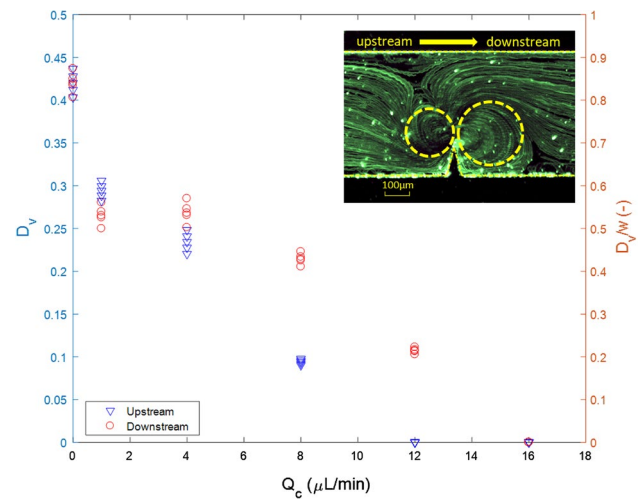 0.5
0.45
0.4
0.35
0.3
0.25
0.2
0.15
0.1
0.05
0
D_v
upstream downstream
100μm
Upstream
Downstream
0 2 4 6 8 10 12 14 16 18
Q_c (μL/min)
1
0.9
0.8
0.7
0.6
0.5
0.4
0.3
0.2
0.1
0
D_v/w (-)